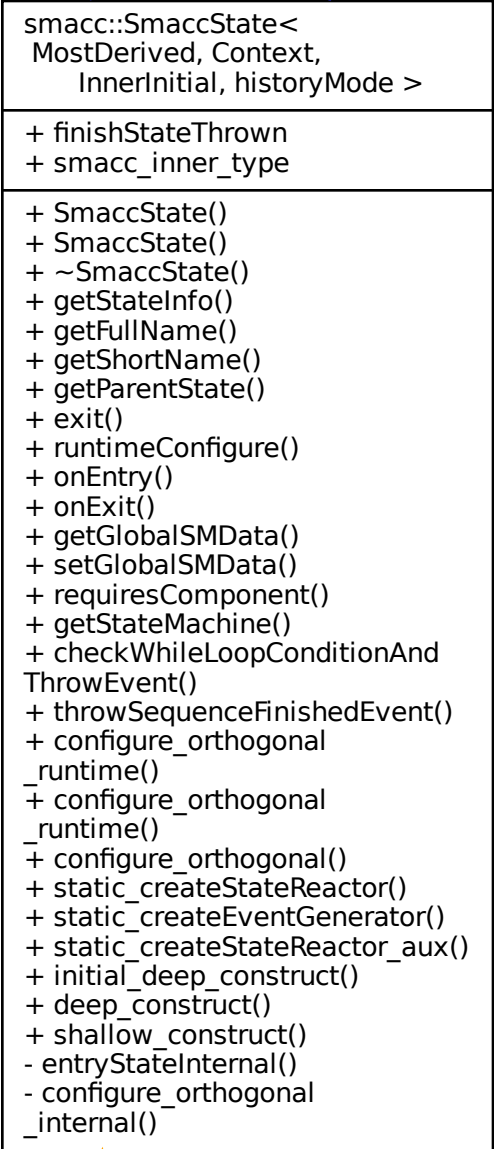 smacc::SmaccState<
MostDerived, Context,
InnerInitial, historyMode >
+ finishStateThrown
+ smacc_inner_type
+ SmaccState()
+ SmaccState()
+ ~SmaccState()
+ getStateInfo()
+ getFullName()
+ getShortName()
+ getParentState()
+ exit()
+ runtimeConfigure()
+ onEntry()
+ onExit()
+ getGlobalSMData()
+ setGlobalSMData()
+ requiresComponent()
+ getStateMachine()
+ checkWhileLoopConditionAnd
ThrowEvent()
+ throwSequenceFinishedEvent()
+ configure_orthogonal
_runtime()
+ configure_orthogonal
_runtime()
+ configure_orthogonal()
+ static_createStateReactor()
+ static_createEventGenerator()
+ static_createStateReactor_aux()
+ initial_deep_construct()
+ deep_construct()
+ shallow_construct()
- entryStateInternal()
- configure_orthogonal
_internal()